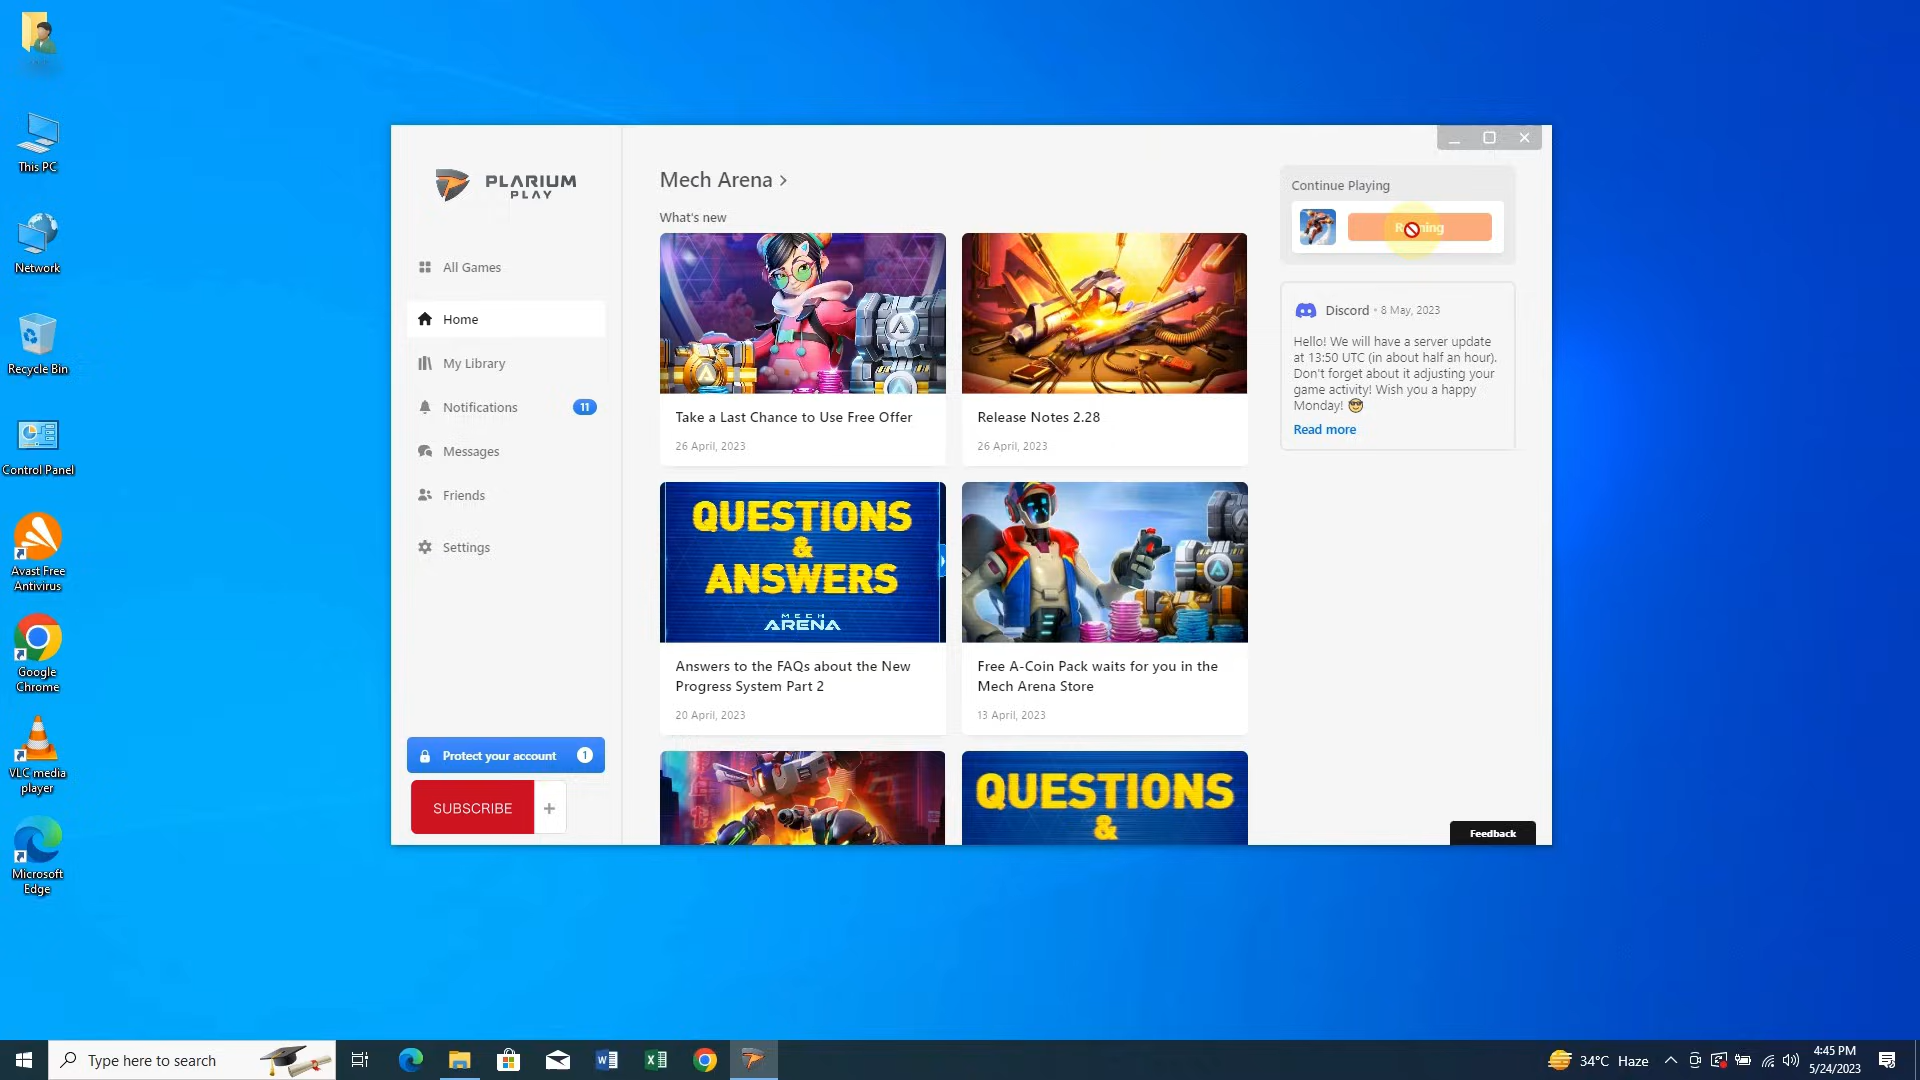 This PC
Network
Recycle Bin
Control Panel
Avast Free
Antivirus
Google
Chrome
VLC media
player
Microsoft
Edge
PLARIUM
PLAY
All Games
Home
My Library
Notifications
11
Messages
Friends
Settings
Protect your account
1
SUBSCRIBE
+
Mech Arena >
What's new
Take a Last Chance to Use Free Offer
26 April, 2023
Release Notes 2.28
26 April, 2023
QUESTIONS
&
ANSWERS
MECH
ARENA
Answers to the FAQs about the New
Progress System Part 2
20 April, 2023
Free A-Coin Pack waits for you in the
Mech Arena Store
13 April, 2023
QUESTIONS
&
Continue Playing
Discord • 8 May, 2023
Hello! We will have a server update
at 13:50 UTC (in about half an hour).
Don't forget about it adjusting your
game activity! Wish you a happy
Monday! 😎
Read more
Feedback
Type here to search
34°C Haze
4:45 PM
5/24/2023